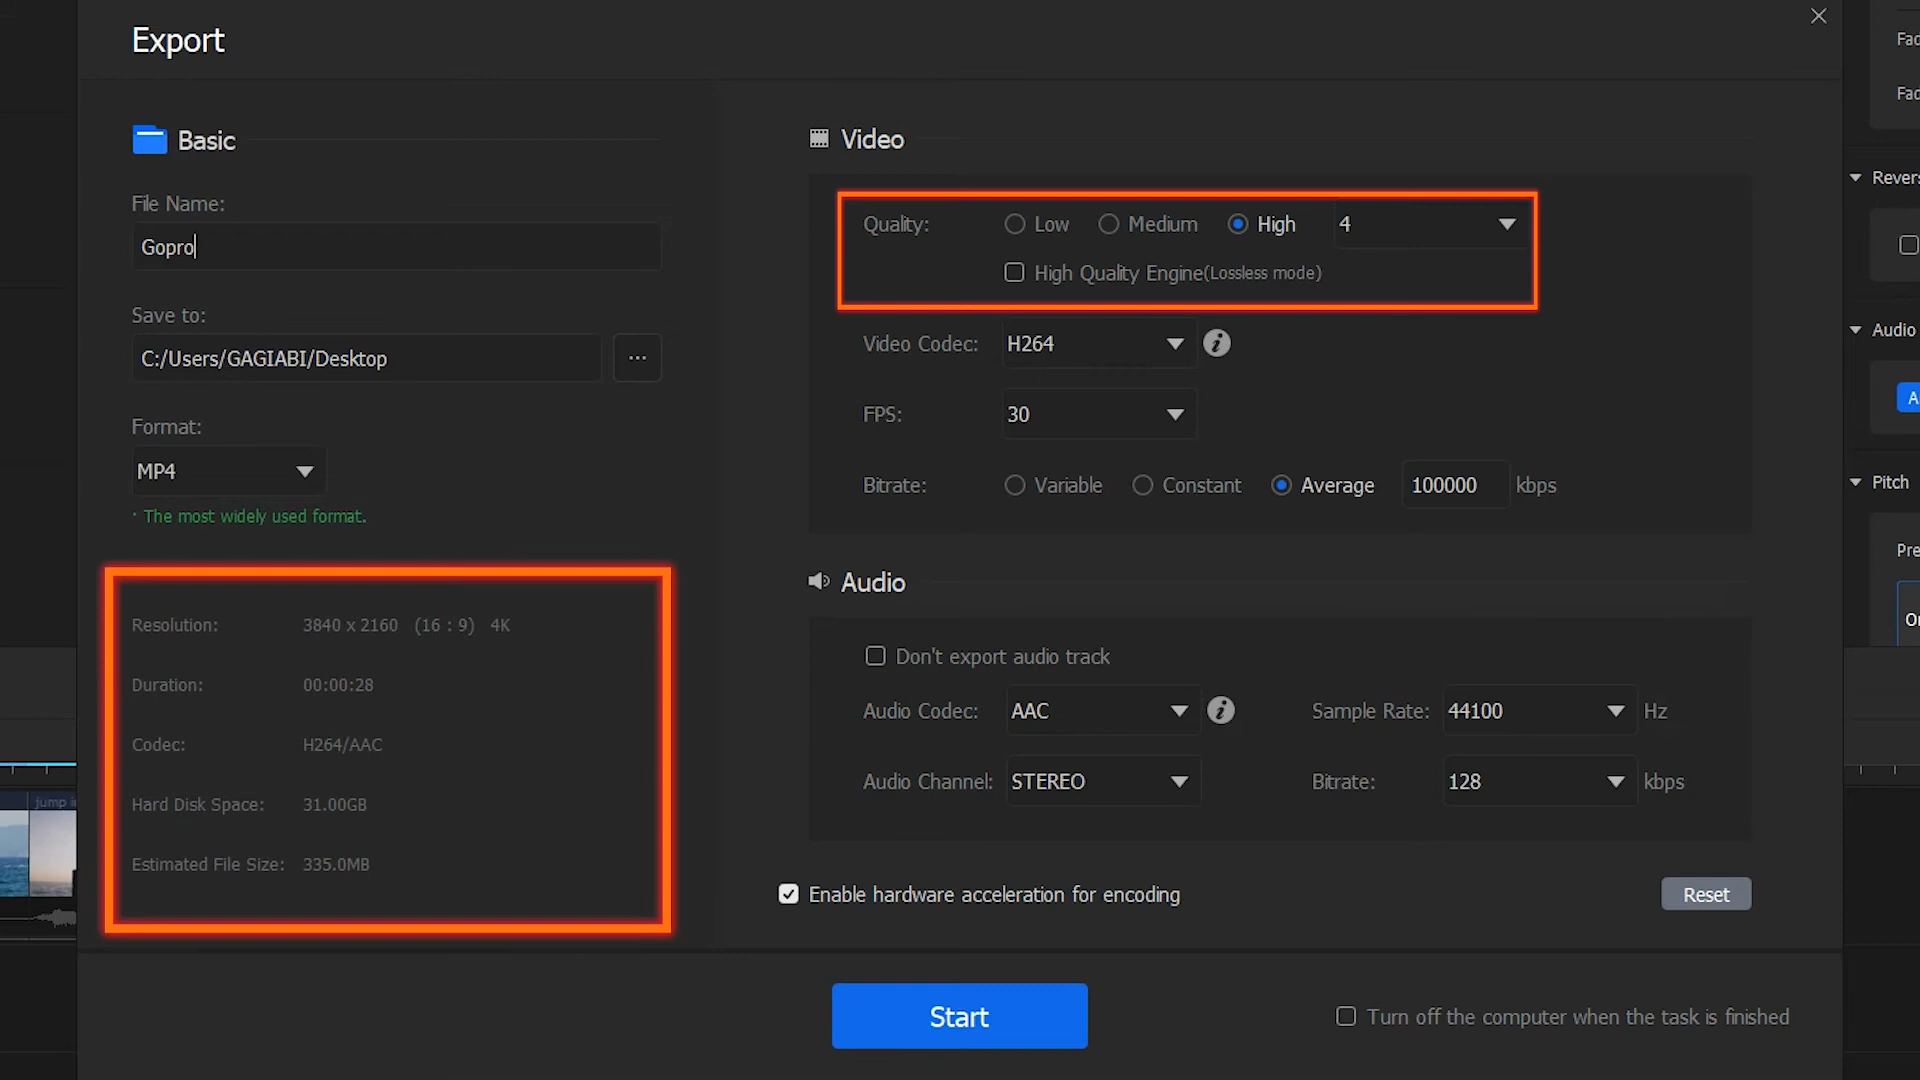 Export
Basic
File Name:
Gopro
Save to:
C:/Users/GAGIABI/Desktop
...
Format:
MP4
· The most widely used format.
Resolution: 3840 x 2160 (16 : 9) 4K
Duration: 00:00:28
Codec: H264/AAC
Hard Disk Space: 31.00GB
Estimated File Size: 335.0MB
Video
Quality: Low Medium High 4
High Quality Engine(Lossless mode)
Video Codec: H264
FPS: 30
Bitrate: Variable Constant Average 100000 kbps
Audio
Don't export audio track
Audio Codec: AAC Sample Rate: 44100 Hz
Audio Channel: STEREO Bitrate: 128 kbps
Enable hardware acceleration for encoding
Reset
Start
Turn off the computer when the task is finished
Audio
Pitch
jump